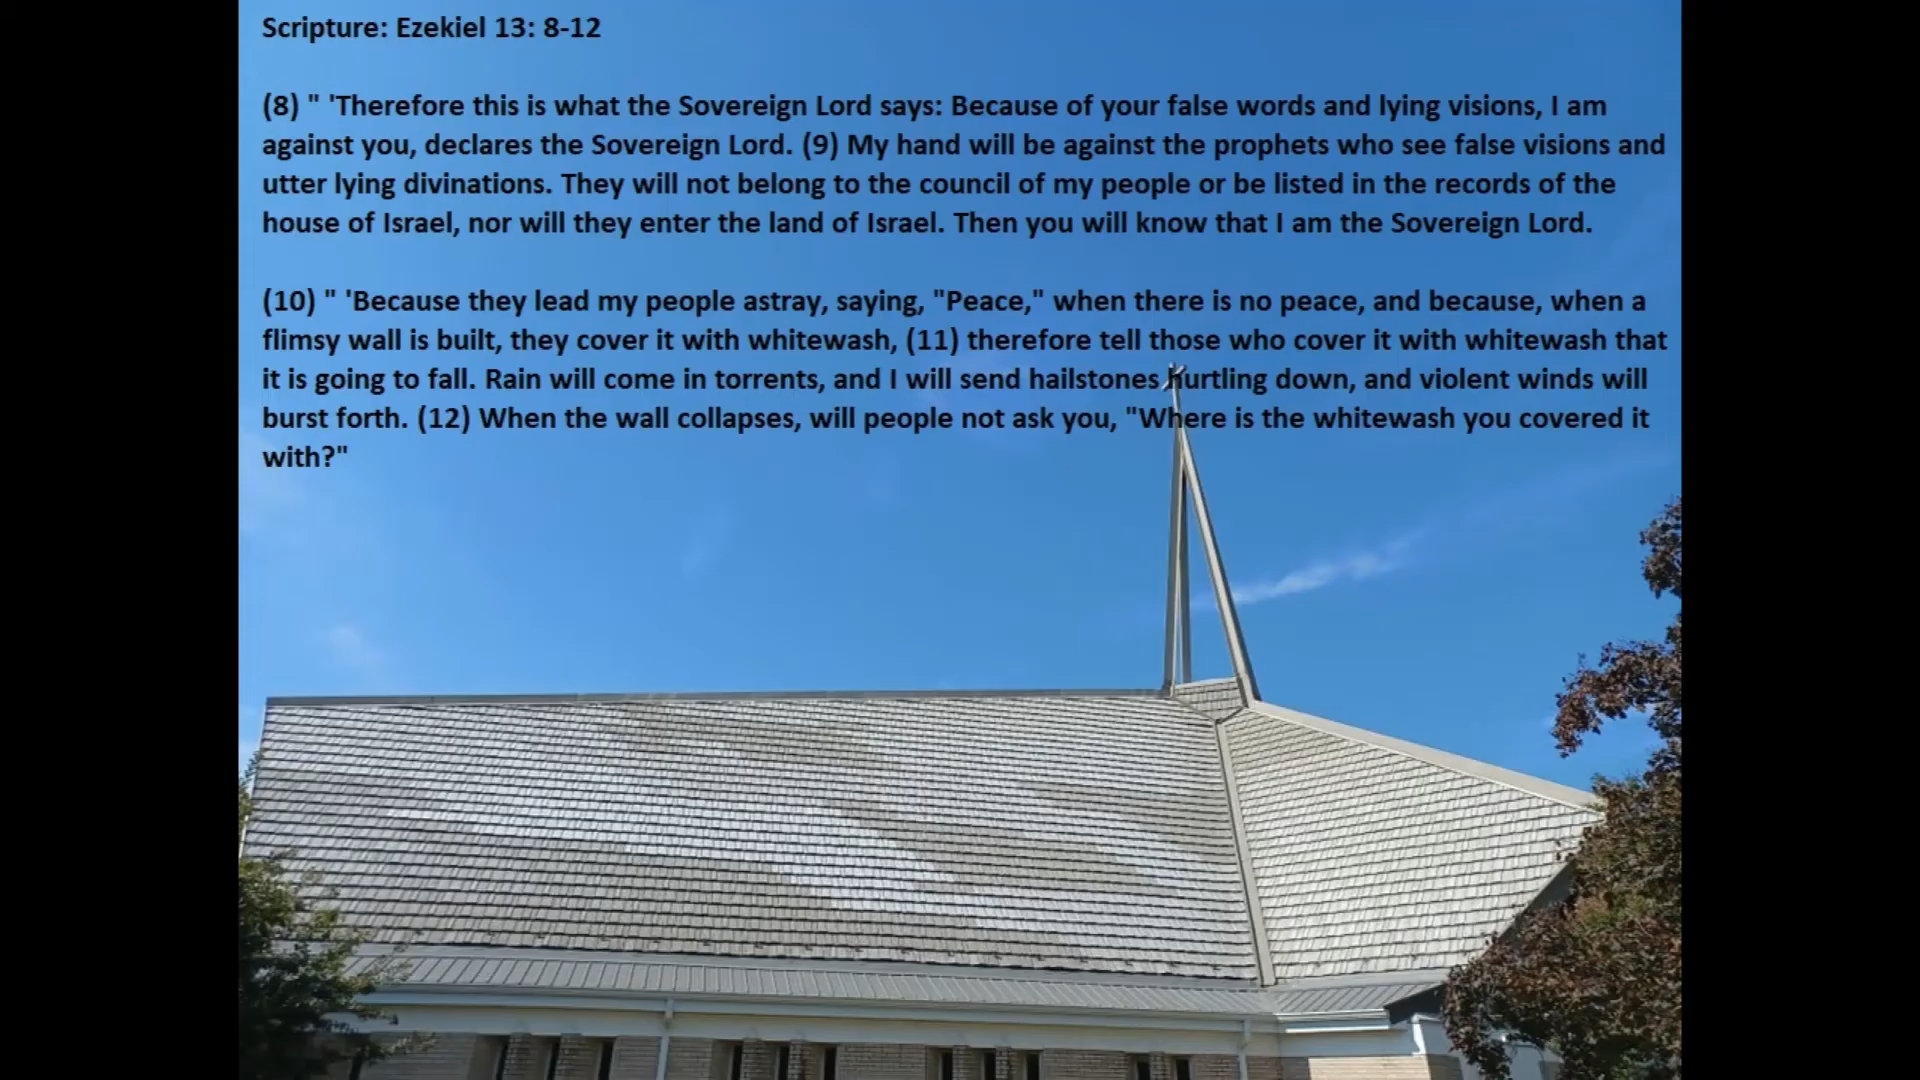 Scripture: Ezekiel 13: 8-12
(8) " 'Therefore this is what the Sovereign Lord says: Because of your false words and lying visions, I am
against you, declares the Sovereign Lord. (9) My hand will be against the prophets who see false visions and
utter lying divinations. They will not belong to the council of my people or be listed in the records of the
house of Israel, nor will they enter the land of Israel. Then you will know that I am the Sovereign Lord.
(10) " 'Because they lead my people astray, saying, "Peace," when there is no peace, and because, when a
flimsy wall is built, they cover it with whitewash, (11) therefore tell those who cover it with whitewash that
it is going to fall. Rain will come in torrents, and I will send hailstones hurtling down, and violent winds will
burst forth. (12) When the wall collapses, will people not ask you, "Where is the whitewash you covered it
with?"